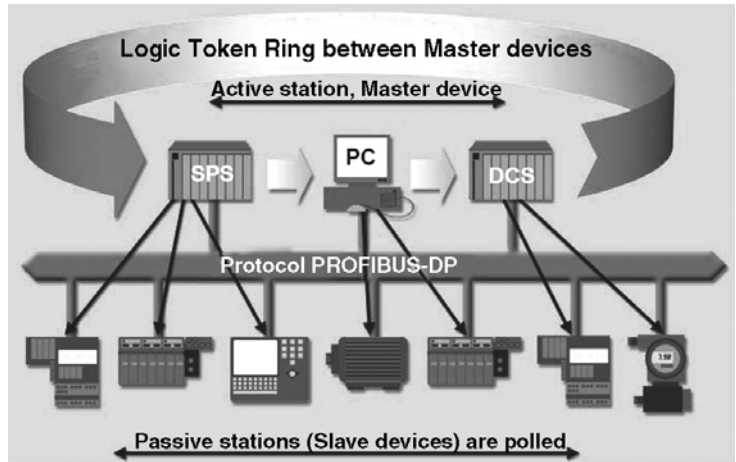 Logic Token Ring between Master devices
Active station, Master device
SPS
PC
DCS
Protocol PROFIBUS-DP
Passive stations (Slave devices) are polled